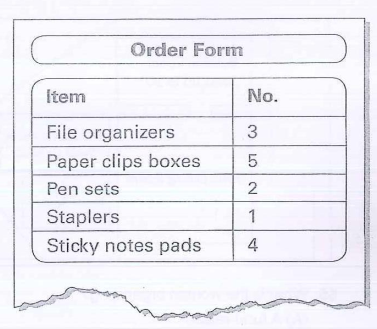 Order Form
Item No.
File organizers 3
Paper clips boxes 5
Pen sets 2
Staplers 1
Sticky notes pads 4